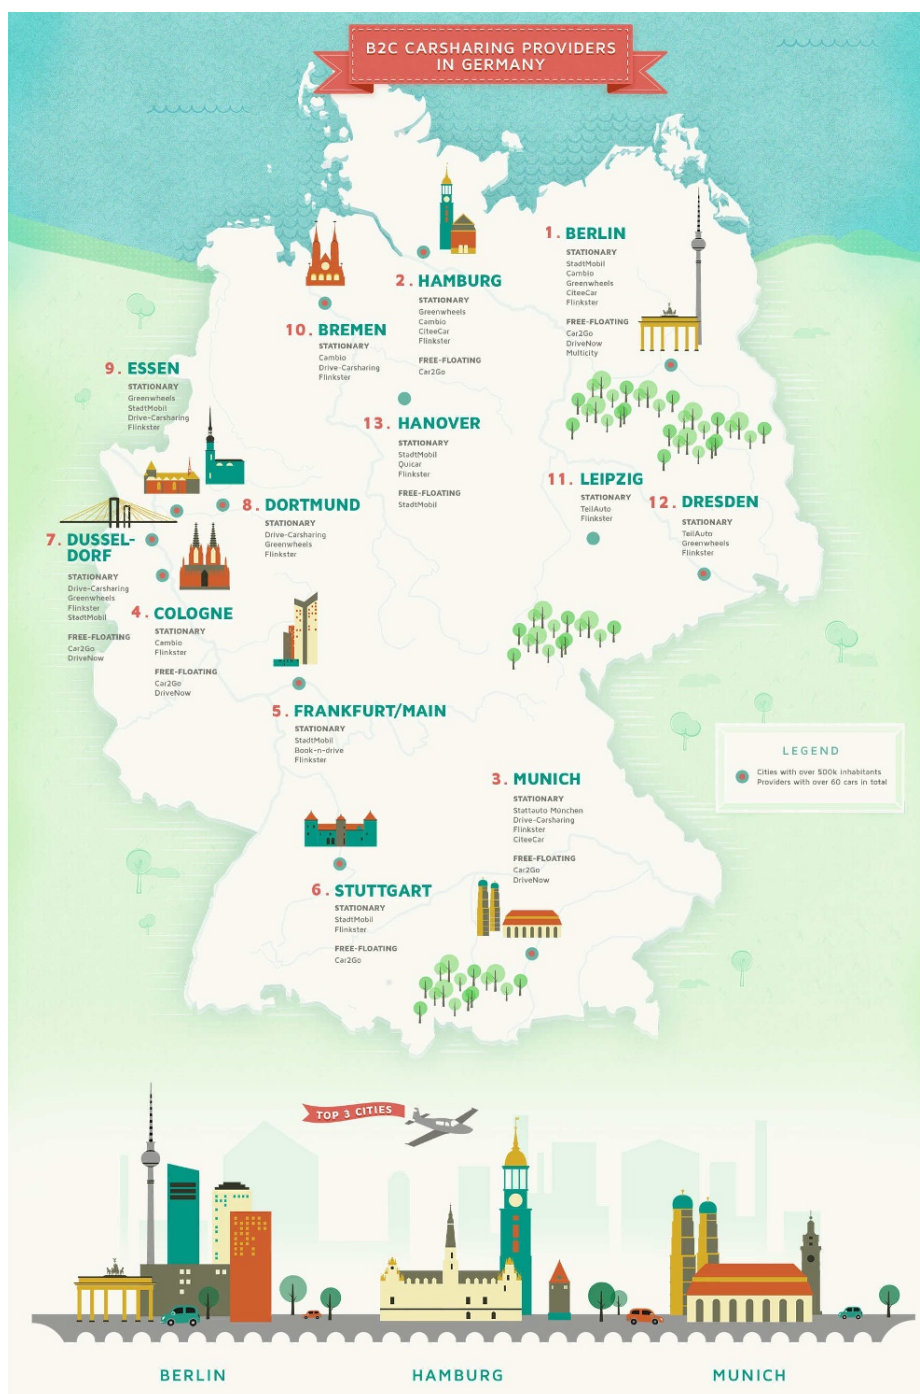 B2C CARSHARING PROVIDERS
IN GERMANY
1. BERLIN
STATIONARY
StadtMobil
Cambio
Greenwheels
CiteeCar
Flinkster
FREE-FLOATING
Car2Go
DriveNow
Multicity
2. HAMBURG
STATIONARY
Greenwheels
Cambio
CiteeCar
Flinkster
FREE-FLOATING
Car2Go
10. BREMEN
STATIONARY
Cambio
Drive-Carsharing
Flinkster
9. ESSEN
STATIONARY
Greenwheels
StadtMobil
Drive-Carsharing
Flinkster
13. HANOVER
STATIONARY
StadtMobil
Quicar
Flinkster
FREE-FLOATING
StadtMobil
11. LEIPZIG
STATIONARY
TeilAuto
Flinkster
12. DRESDEN
STATIONARY
TeilAuto
Greenwheels
Flinkster
8. DORTMUND
STATIONARY
Drive-Carsharing
Greenwheels
Flinkster
7. DUSSEL-
DORF
STATIONARY
Drive-Carsharing
Greenwheels
Flinkster
StadtMobil
FREE-FLOATING
Car2Go
DriveNow
4. COLOGNE
STATIONARY
Cambio
Flinkster
FREE-FLOATING
Car2Go
DriveNow
5. FRANKFURT/MAIN
STATIONARY
StadtMobil
Book-n-drive
Flinkster
LEGEND
Cities with over 500k inhabitants
Providers with over 60 cars in total
3. MUNICH
STATIONARY
Stattauto München
Drive-Carsharing
Flinkster
CiteeCar
FREE-FLOATING
Car2Go
DriveNow
6. STUTTGART
STATIONARY
StadtMobil
Flinkster
FREE-FLOATING
Car2Go
TOP 3 CITIES
BERLIN
HAMBURG
MUNICH